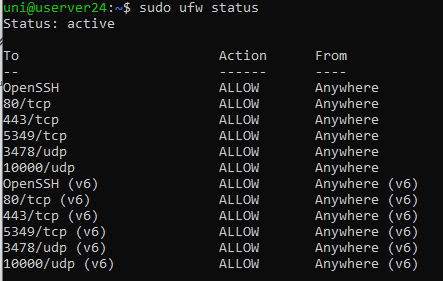 uni@userver24:~$ sudo ufw status
Status: active
To                         Action      From
--                         ------      ----
OpenSSH                    ALLOW       Anywhere
80/tcp                     ALLOW       Anywhere
443/tcp                    ALLOW       Anywhere
5349/tcp                   ALLOW       Anywhere
3478/udp                   ALLOW       Anywhere
10000/udp                  ALLOW       Anywhere
OpenSSH (v6)               ALLOW       Anywhere (v6)
80/tcp (v6)                ALLOW       Anywhere (v6)
443/tcp (v6)               ALLOW       Anywhere (v6)
5349/tcp (v6)              ALLOW       Anywhere (v6)
3478/udp (v6)              ALLOW       Anywhere (v6)
10000/udp (v6)             ALLOW       Anywhere (v6)